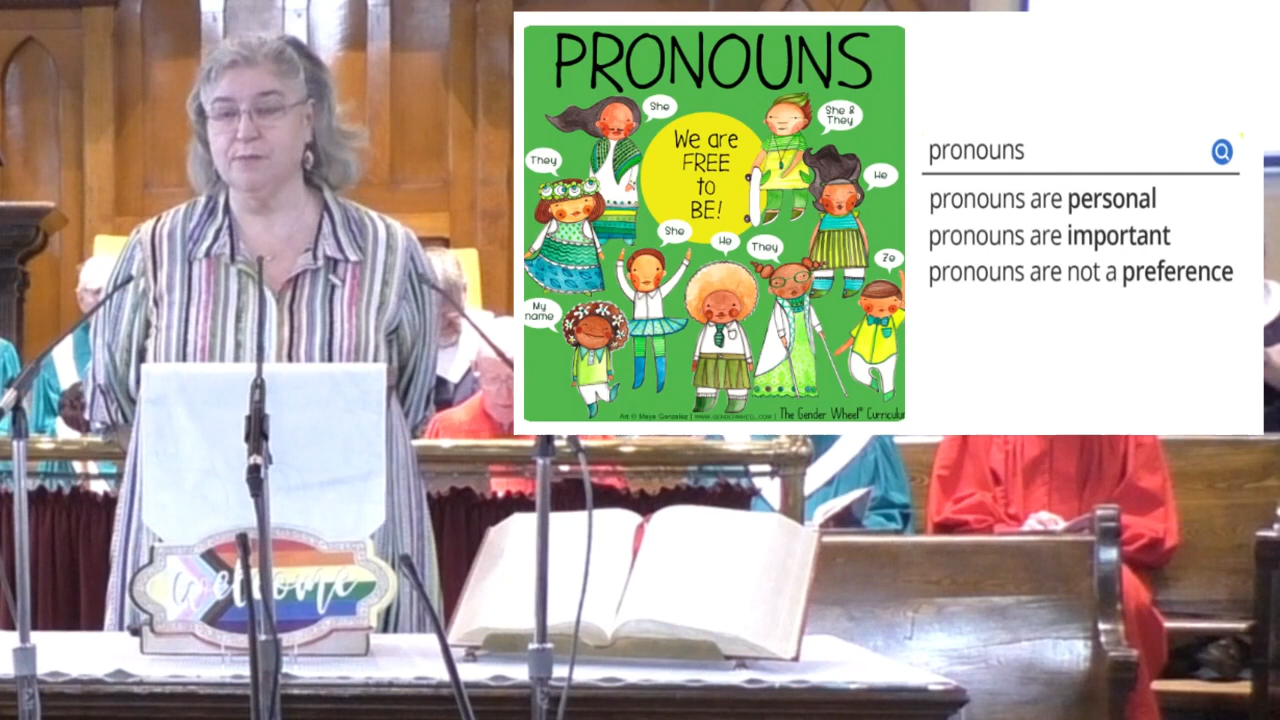 PRONOUNS
She
She &
They
We are
FREE
to
BE!
They
He
She
He
They
Ze
My
name
Art © Maya Gonzalez | WWW.GENDERWHEEL.COM | The Gender Wheel® Curriculu
pronouns
pronouns are personal
pronouns are important
pronouns are not a preference
welcome